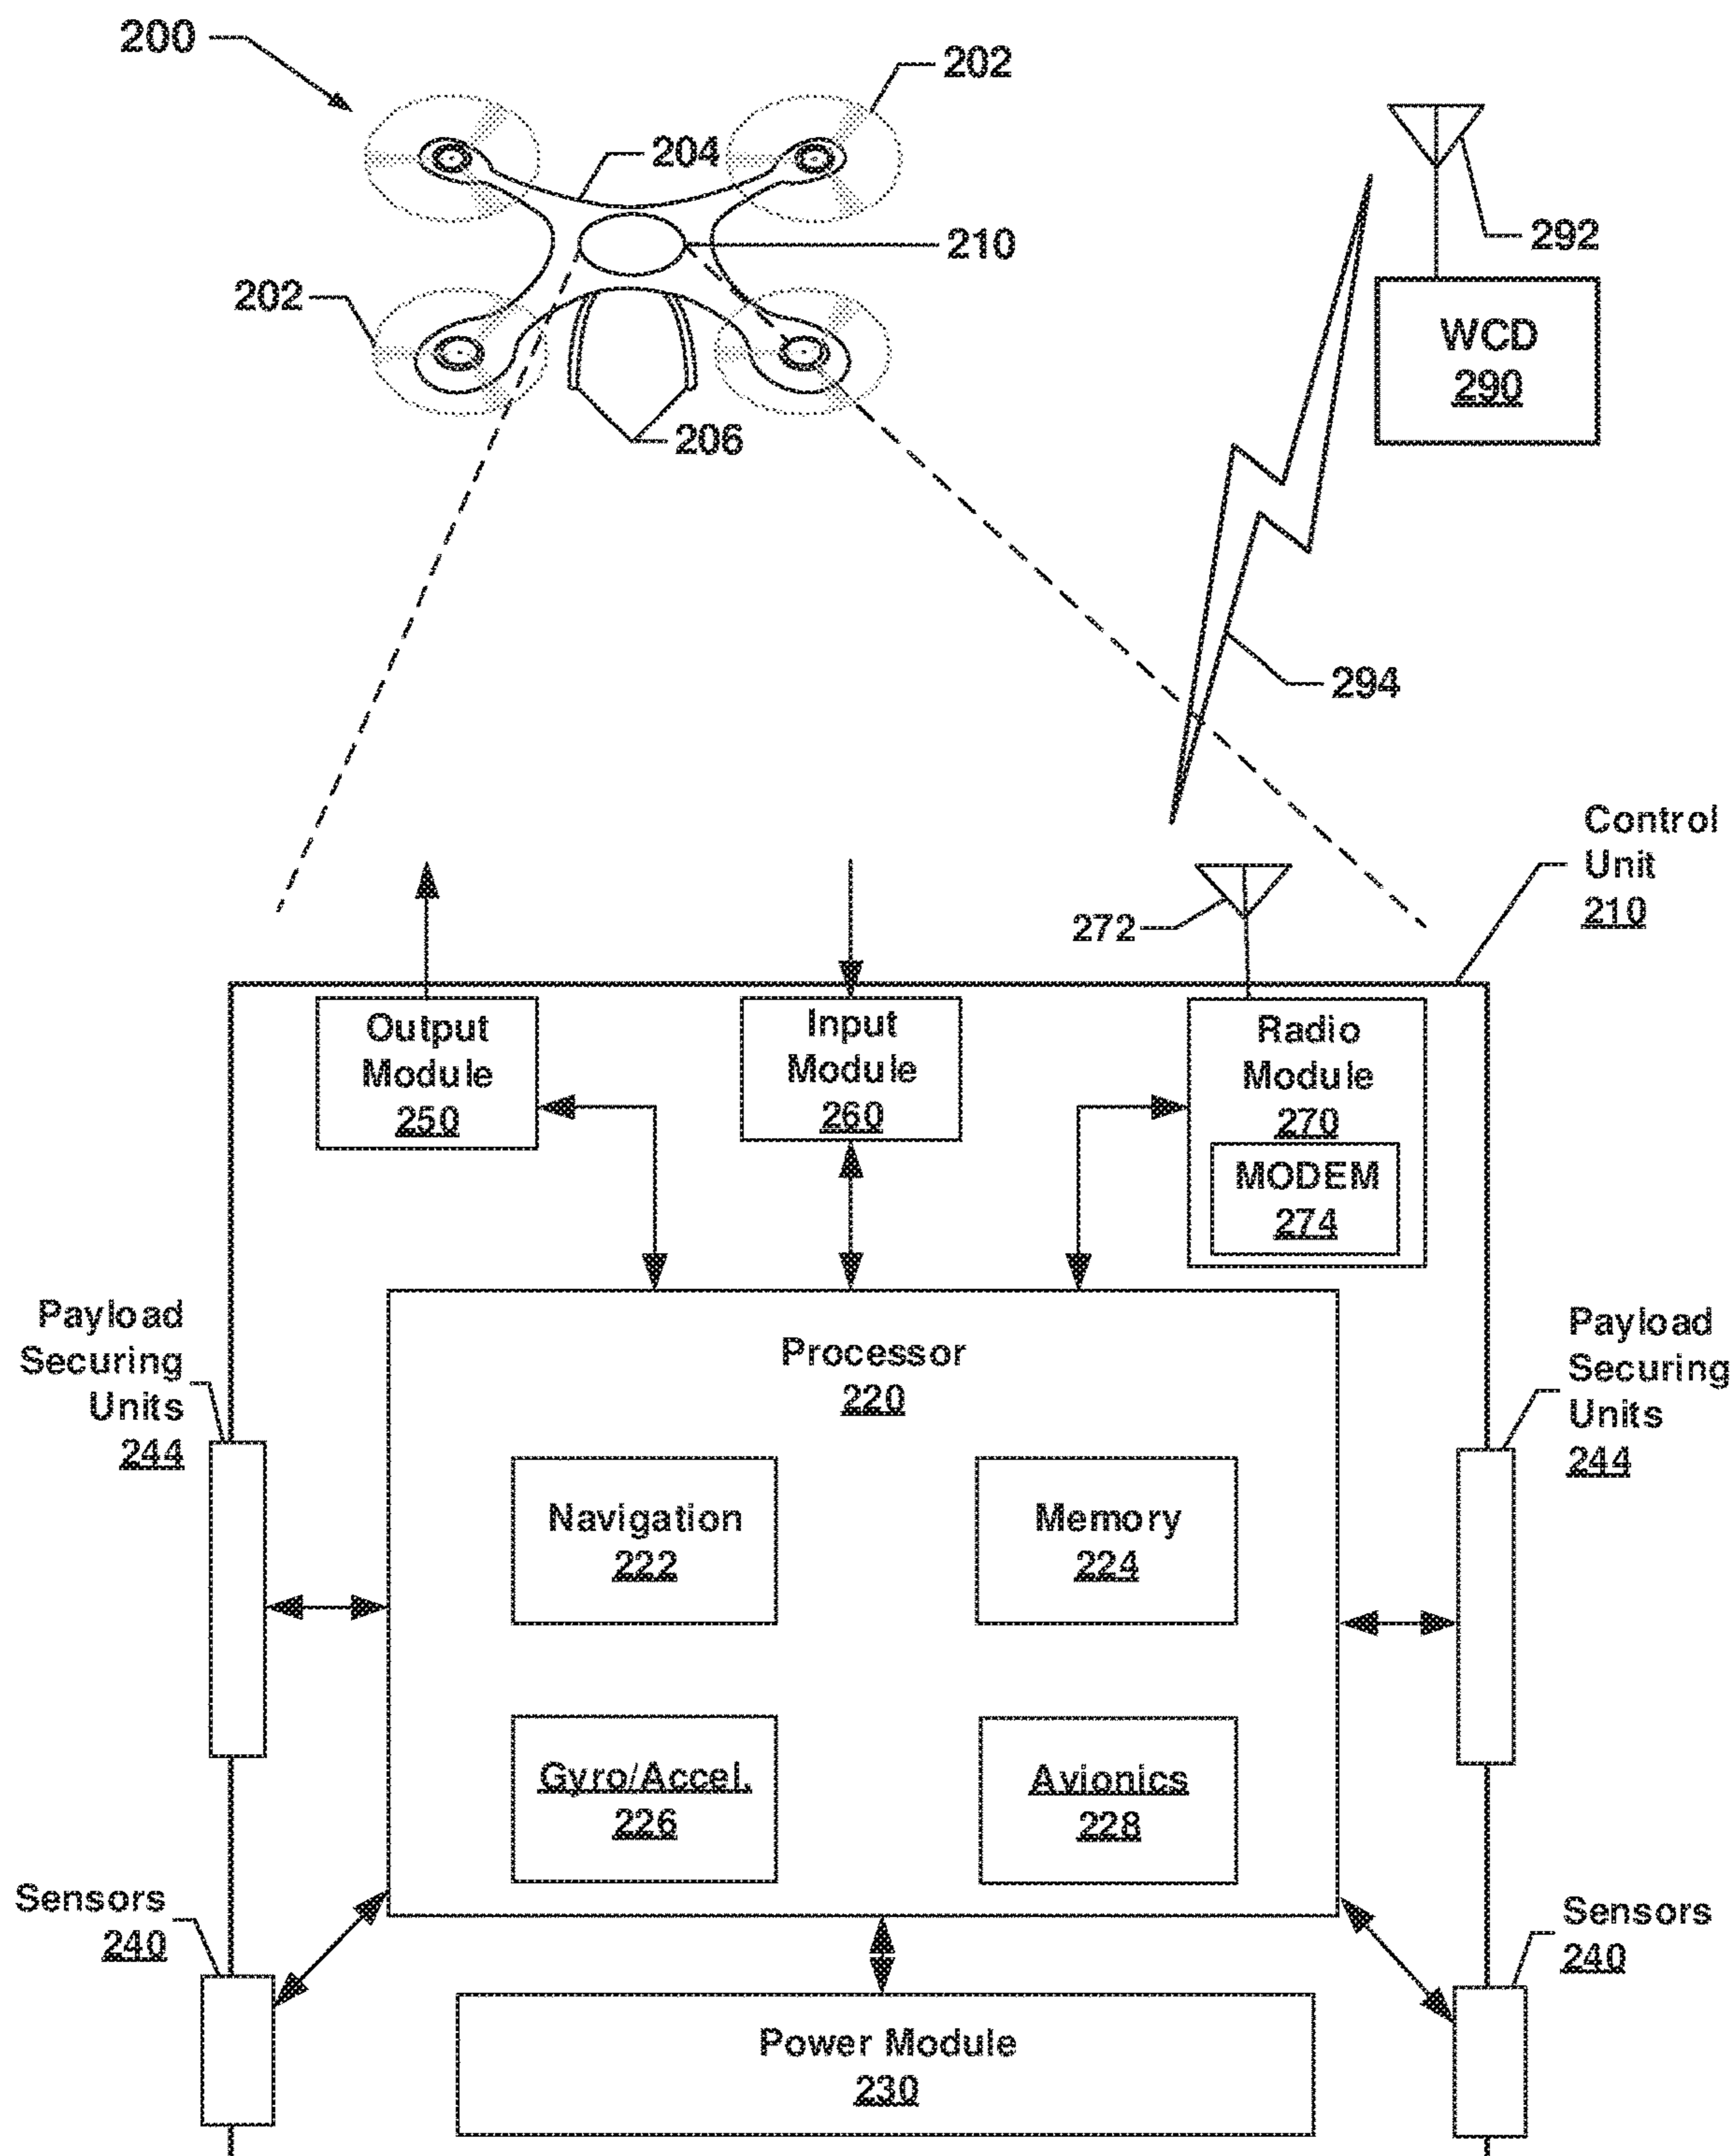 200
202
204
210
202
206
292
WCD
290
294
Control
Unit
210
272
Output
Module
250
Input
Module
260
Radio
Module
270
MODEM
274
Payload
Securing
Units
244
Processor
220
Payload
Securing
Units
244
Navigation
222
Memory
224
Gyro/Accel.
226
Avionics
228
Sensors
240
Sensors
240
Power Module
230